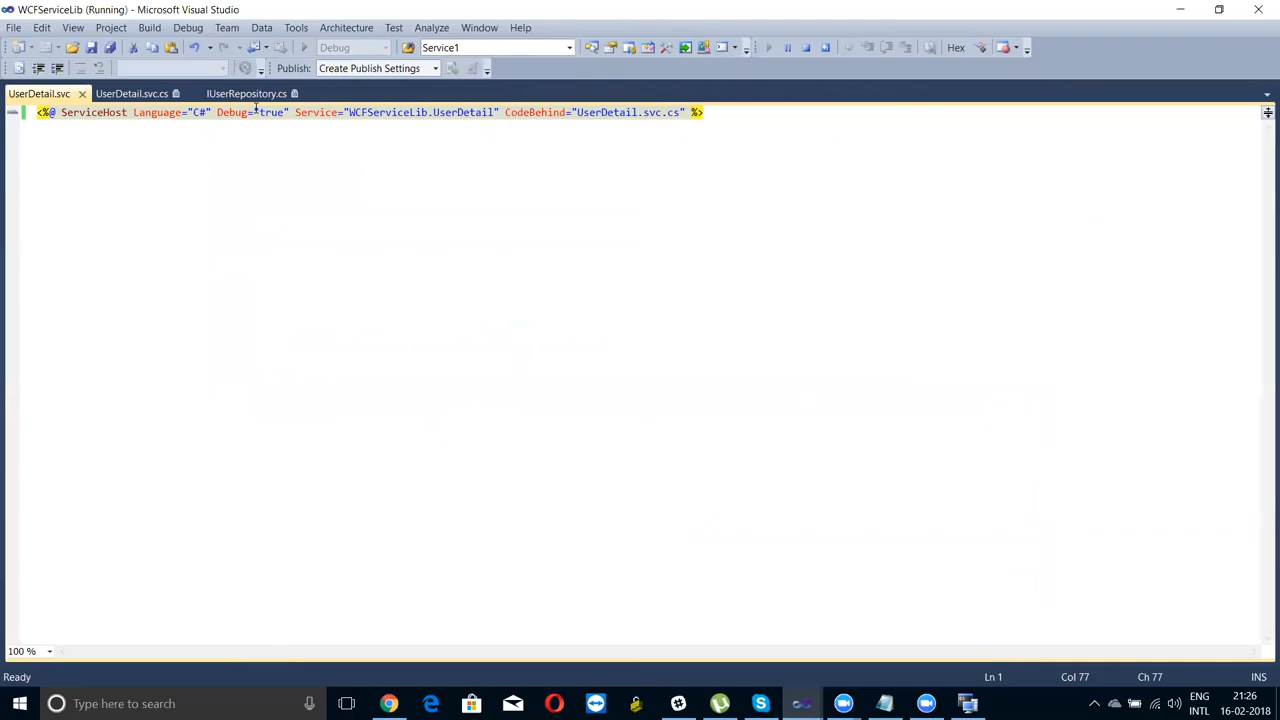 WCFServiceLib (Running) - Microsoft Visual Studio
File Edit View Project Build Debug Team Data Tools Architecture Test Analyze Window Help
Debug Service1 Hex
Publish: Create Publish Settings
UserDetail.svc UserDetail.svc.cs IUserRepository.cs
<%@ ServiceHost Language="C#" Debug="true" Service="WCFServiceLib.UserDetail" CodeBehind="UserDetail.svc.cs" %>
100 %
Ready Ln 1 Col 77 Ch 77 INS
Type here to search
ENG 21:26
INTL 16-02-2018